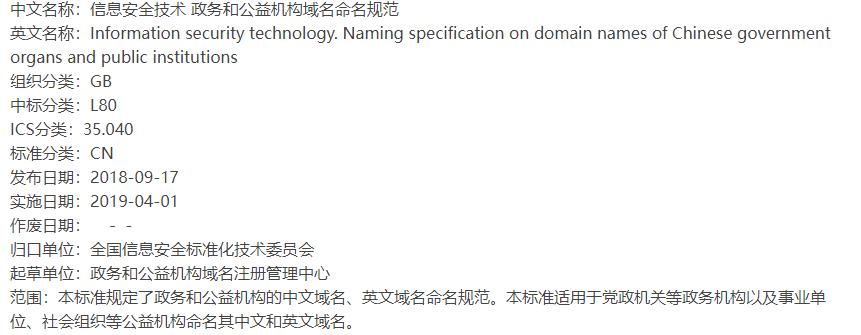 中文名称：信息安全技术 政务和公益机构域名命名规范
英文名称：Information security technology. Naming specification on domain names of Chinese government
organs and public institutions
组织分类：GB
中标分类：L80
ICS分类：35.040
标准分类：CN
发布日期：2018-09-17
实施日期：2019-04-01
作废日期： - -
归口单位：全国信息安全标准化技术委员会
起草单位：政务和公益机构域名注册管理中心
范围：本标准规定了政务和公益机构的中文域名、英文域名命名规范。本标准适用于党政机关等政务机构以及事业单
位、社会组织等公益机构命名其中文和英文域名。